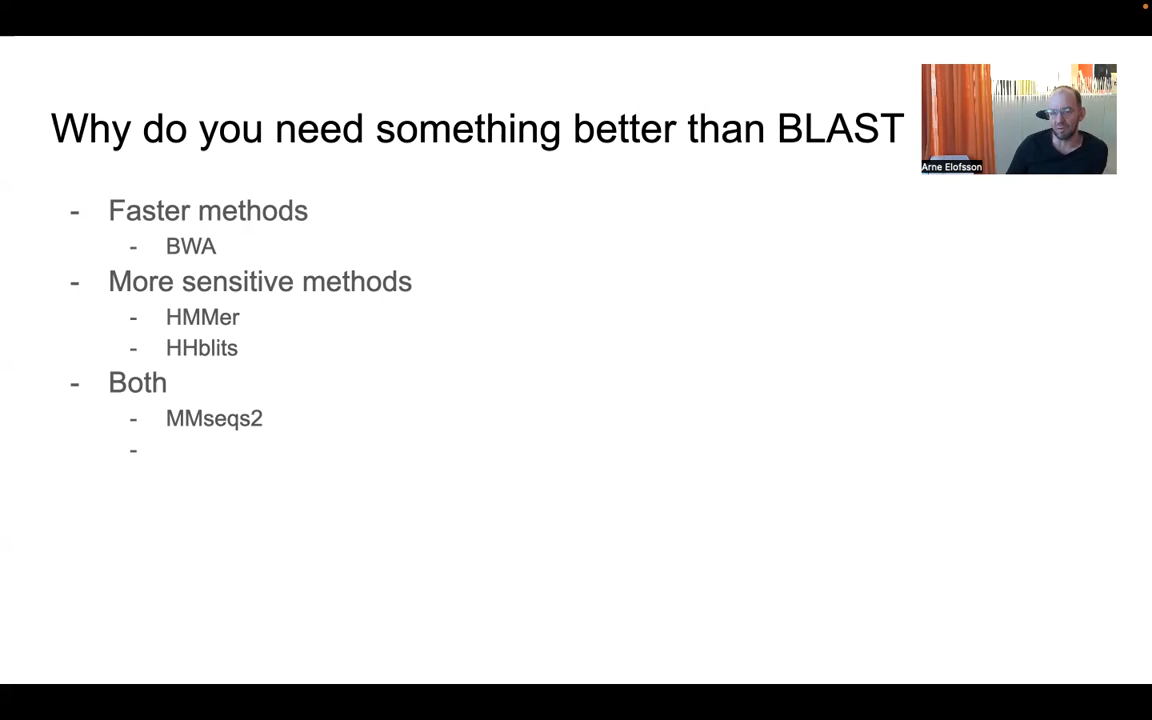 Why do you need something better than BLAST
Arne Elofsson
- Faster methods
- BWA
- More sensitive methods
- HMMer
- HHblits
- Both
- MMseqs2
-